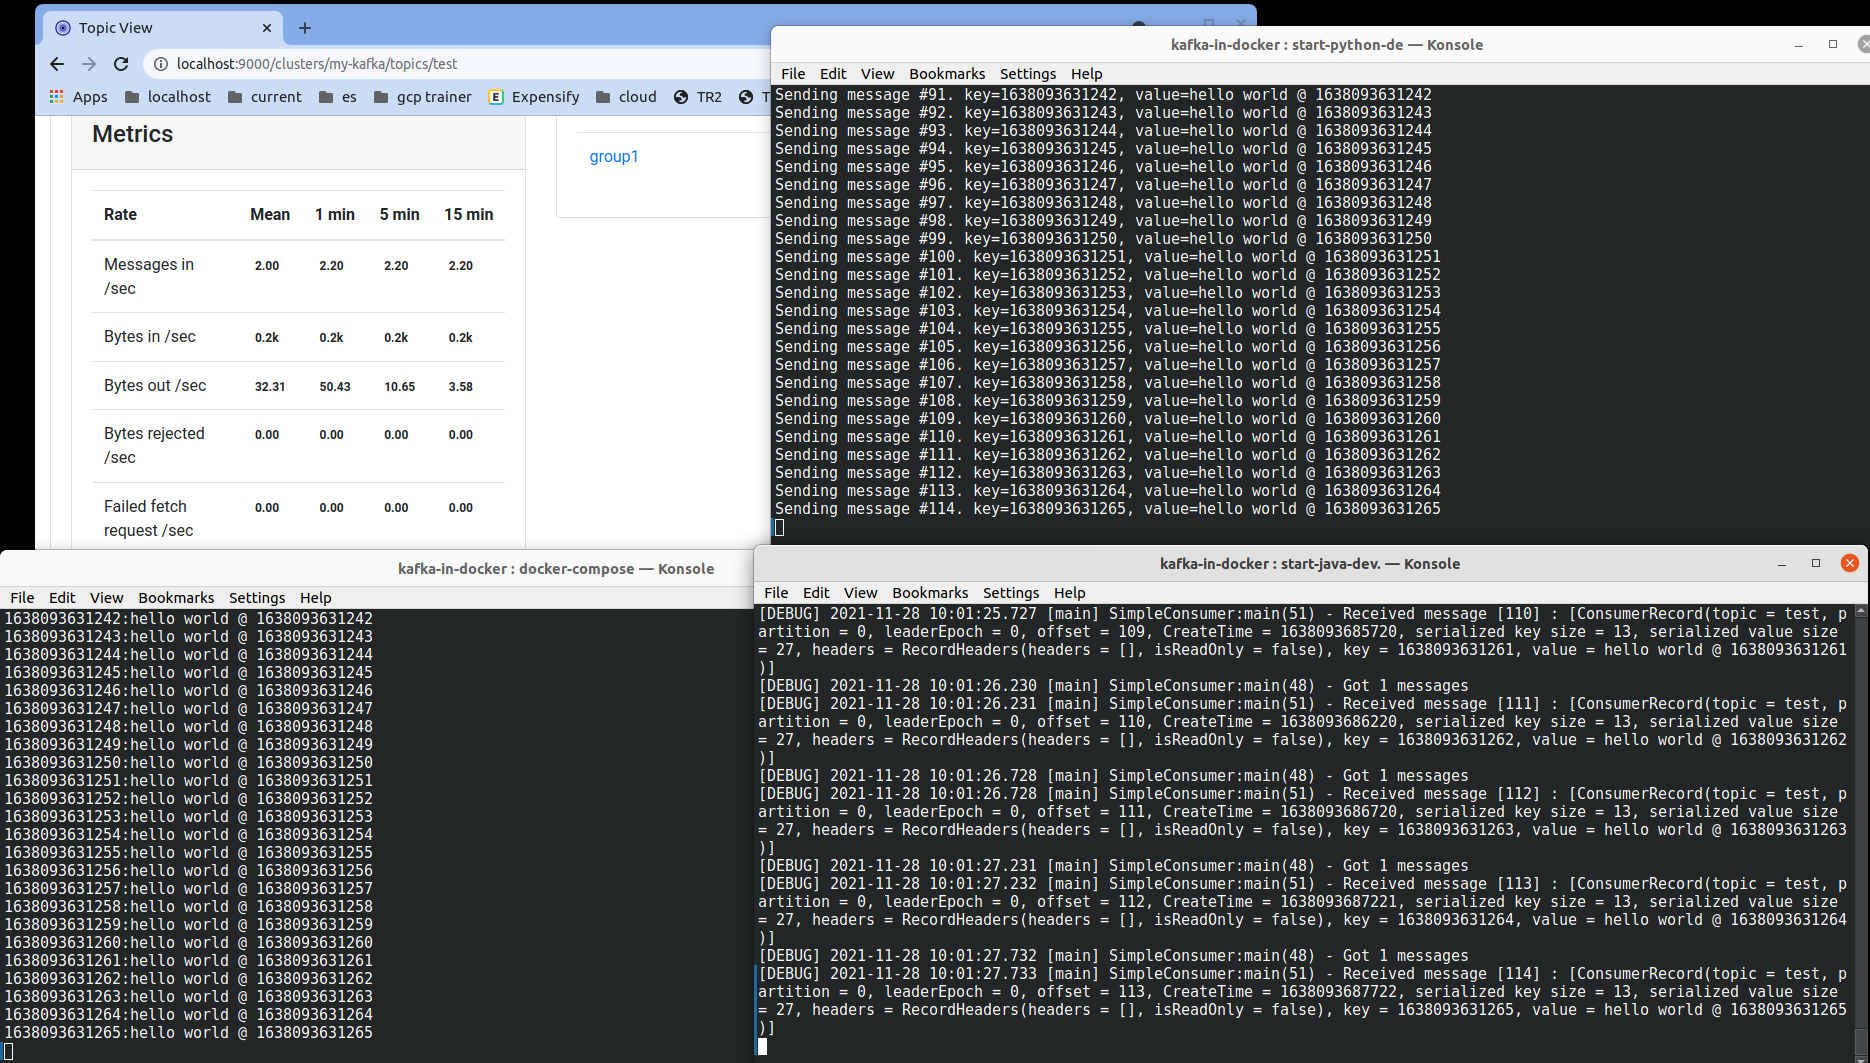 Topic View
localhost:9000/clusters/my-kafka/topics/test
Apps localhost current es gcp trainer E Expensify cloud TR2 T
Metrics
Rate Mean 1 min 5 min 15 min
Messages in /sec 2.00 2.20 2.20 2.20
Bytes in /sec 0.2k 0.2k 0.2k 0.2k
Bytes out /sec 32.31 50.43 10.65 3.58
Bytes rejected /sec 0.00 0.00 0.00 0.00
Failed fetch request /sec 0.00 0.00 0.00 0.00
group1
kafka-in-docker : start-python-de — Konsole
File Edit View Bookmarks Settings Help
Sending message #91. key=1638093631242, value=hello world @ 1638093631242
Sending message #92. key=1638093631243, value=hello world @ 1638093631243
Sending message #93. key=1638093631244, value=hello world @ 1638093631244
Sending message #94. key=1638093631245, value=hello world @ 1638093631245
Sending message #95. key=1638093631246, value=hello world @ 1638093631246
Sending message #96. key=1638093631247, value=hello world @ 1638093631247
Sending message #97. key=1638093631248, value=hello world @ 1638093631248
Sending message #98. key=1638093631249, value=hello world @ 1638093631249
Sending message #99. key=1638093631250, value=hello world @ 1638093631250
Sending message #100. key=1638093631251, value=hello world @ 1638093631251
Sending message #101. key=1638093631252, value=hello world @ 1638093631252
Sending message #102. key=1638093631253, value=hello world @ 1638093631253
Sending message #103. key=1638093631254, value=hello world @ 1638093631254
Sending message #104. key=1638093631255, value=hello world @ 1638093631255
Sending message #105. key=1638093631256, value=hello world @ 1638093631256
Sending message #106. key=1638093631257, value=hello world @ 1638093631257
Sending message #107. key=1638093631258, value=hello world @ 1638093631258
Sending message #108. key=1638093631259, value=hello world @ 1638093631259
Sending message #109. key=1638093631260, value=hello world @ 1638093631260
Sending message #110. key=1638093631261, value=hello world @ 1638093631261
Sending message #111. key=1638093631262, value=hello world @ 1638093631262
Sending message #112. key=1638093631263, value=hello world @ 1638093631263
Sending message #113. key=1638093631264, value=hello world @ 1638093631264
Sending message #114. key=1638093631265, value=hello world @ 1638093631265
kafka-in-docker : docker-compose — Konsole
File Edit View Bookmarks Settings Help
1638093631242:hello world @ 1638093631242
1638093631243:hello world @ 1638093631243
1638093631244:hello world @ 1638093631244
1638093631245:hello world @ 1638093631245
1638093631246:hello world @ 1638093631246
1638093631247:hello world @ 1638093631247
1638093631248:hello world @ 1638093631248
1638093631249:hello world @ 1638093631249
1638093631250:hello world @ 1638093631250
1638093631251:hello world @ 1638093631251
1638093631252:hello world @ 1638093631252
1638093631253:hello world @ 1638093631253
1638093631254:hello world @ 1638093631254
1638093631255:hello world @ 1638093631255
1638093631256:hello world @ 1638093631256
1638093631257:hello world @ 1638093631257
1638093631258:hello world @ 1638093631258
1638093631259:hello world @ 1638093631259
1638093631260:hello world @ 1638093631260
1638093631261:hello world @ 1638093631261
1638093631262:hello world @ 1638093631262
1638093631263:hello world @ 1638093631263
1638093631264:hello world @ 1638093631264
1638093631265:hello world @ 1638093631265
kafka-in-docker : start-java-dev. — Konsole
File Edit View Bookmarks Settings Help
[DEBUG] 2021-11-28 10:01:25.727 [main] SimpleConsumer:main(51) - Received message [110] : [ConsumerRecord(topic = test, p
artition = 0, leaderEpoch = 0, offset = 109, CreateTime = 1638093685720, serialized key size = 13, serialized value size
= 27, headers = RecordHeaders(headers = [], isReadOnly = false), key = 1638093631261, value = hello world @ 1638093631261
)]
[DEBUG] 2021-11-28 10:01:26.230 [main] SimpleConsumer:main(48) - Got 1 messages
[DEBUG] 2021-11-28 10:01:26.231 [main] SimpleConsumer:main(51) - Received message [111] : [ConsumerRecord(topic = test, p
artition = 0, leaderEpoch = 0, offset = 110, CreateTime = 1638093686220, serialized key size = 13, serialized value size
= 27, headers = RecordHeaders(headers = [], isReadOnly = false), key = 1638093631262, value = hello world @ 1638093631262
)]
[DEBUG] 2021-11-28 10:01:26.728 [main] SimpleConsumer:main(48) - Got 1 messages
[DEBUG] 2021-11-28 10:01:26.728 [main] SimpleConsumer:main(51) - Received message [112] : [ConsumerRecord(topic = test, p
artition = 0, leaderEpoch = 0, offset = 111, CreateTime = 1638093686720, serialized key size = 13, serialized value size
= 27, headers = RecordHeaders(headers = [], isReadOnly = false), key = 1638093631263, value = hello world @ 1638093631263
)]
[DEBUG] 2021-11-28 10:01:27.231 [main] SimpleConsumer:main(48) - Got 1 messages
[DEBUG] 2021-11-28 10:01:27.232 [main] SimpleConsumer:main(51) - Received message [113] : [ConsumerRecord(topic = test, p
artition = 0, leaderEpoch = 0, offset = 112, CreateTime = 1638093687221, serialized key size = 13, serialized value size
= 27, headers = RecordHeaders(headers = [], isReadOnly = false), key = 1638093631264, value = hello world @ 1638093631264
)]
[DEBUG] 2021-11-28 10:01:27.732 [main] SimpleConsumer:main(48) - Got 1 messages
[DEBUG] 2021-11-28 10:01:27.733 [main] SimpleConsumer:main(51) - Received message [114] : [ConsumerRecord(topic = test, p
artition = 0, leaderEpoch = 0, offset = 113, CreateTime = 1638093687722, serialized key size = 13, serialized value size
= 27, headers = RecordHeaders(headers = [], isReadOnly = false), key = 1638093631265, value = hello world @ 1638093631265
)]